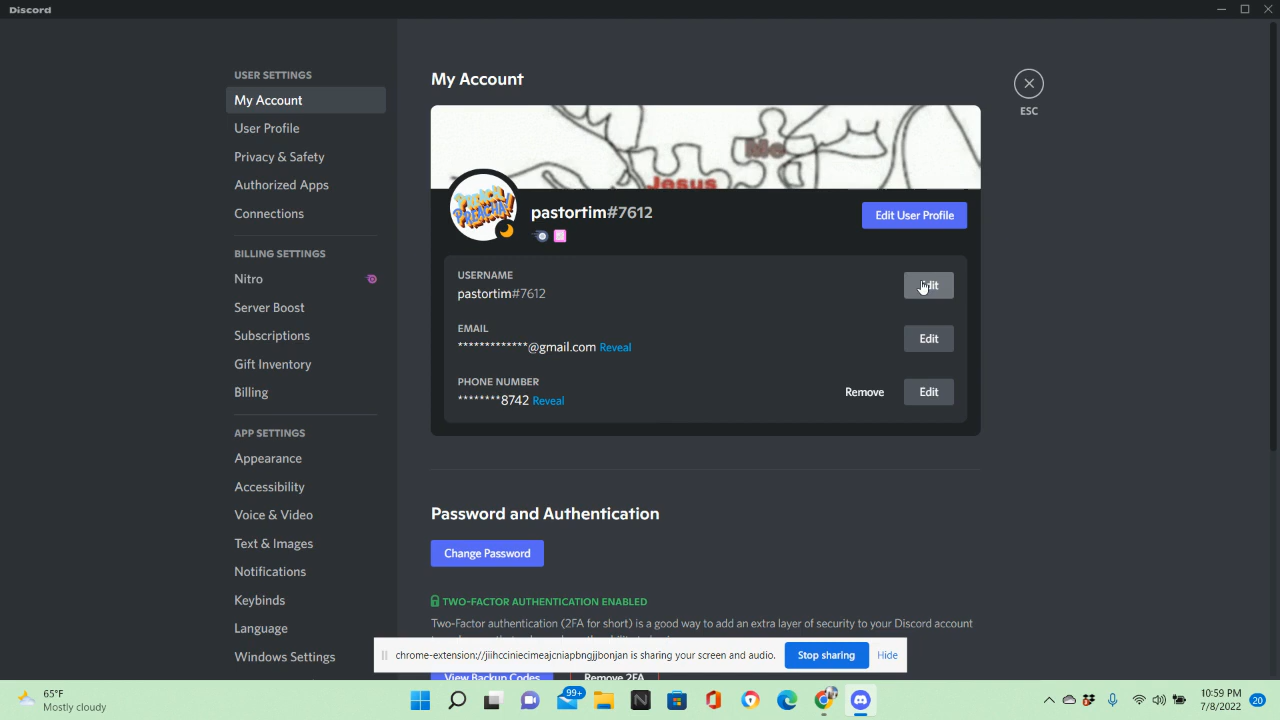 Discord
USER SETTINGS
My Account
User Profile
Privacy & Safety
Authorized Apps
Connections
BILLING SETTINGS
Nitro
Server Boost
Subscriptions
Gift Inventory
Billing
APP SETTINGS
Appearance
Accessibility
Voice & Video
Text & Images
Notifications
Keybinds
Language
Windows Settings
My Account
ESC
Me
Jesus
PREACH
PREACHA!
pastortim#7612
Edit User Profile
USERNAME
pastortim#7612
Edit
EMAIL
*************@gmail.com Reveal
Edit
PHONE NUMBER
********8742 Reveal
Remove
Edit
Password and Authentication
Change Password
TWO-FACTOR AUTHENTICATION ENABLED
Two-Factor authentication (2FA for short) is a good way to add an extra layer of security to your Discord account
View Backup Codes
Remove 2FA
chrome-extension://jiihcciniecimeajcniapbngjjbonjan is sharing your screen and audio.
Stop sharing
Hide
65°F
Mostly cloudy
99+
N
10:59 PM
7/8/2022
20